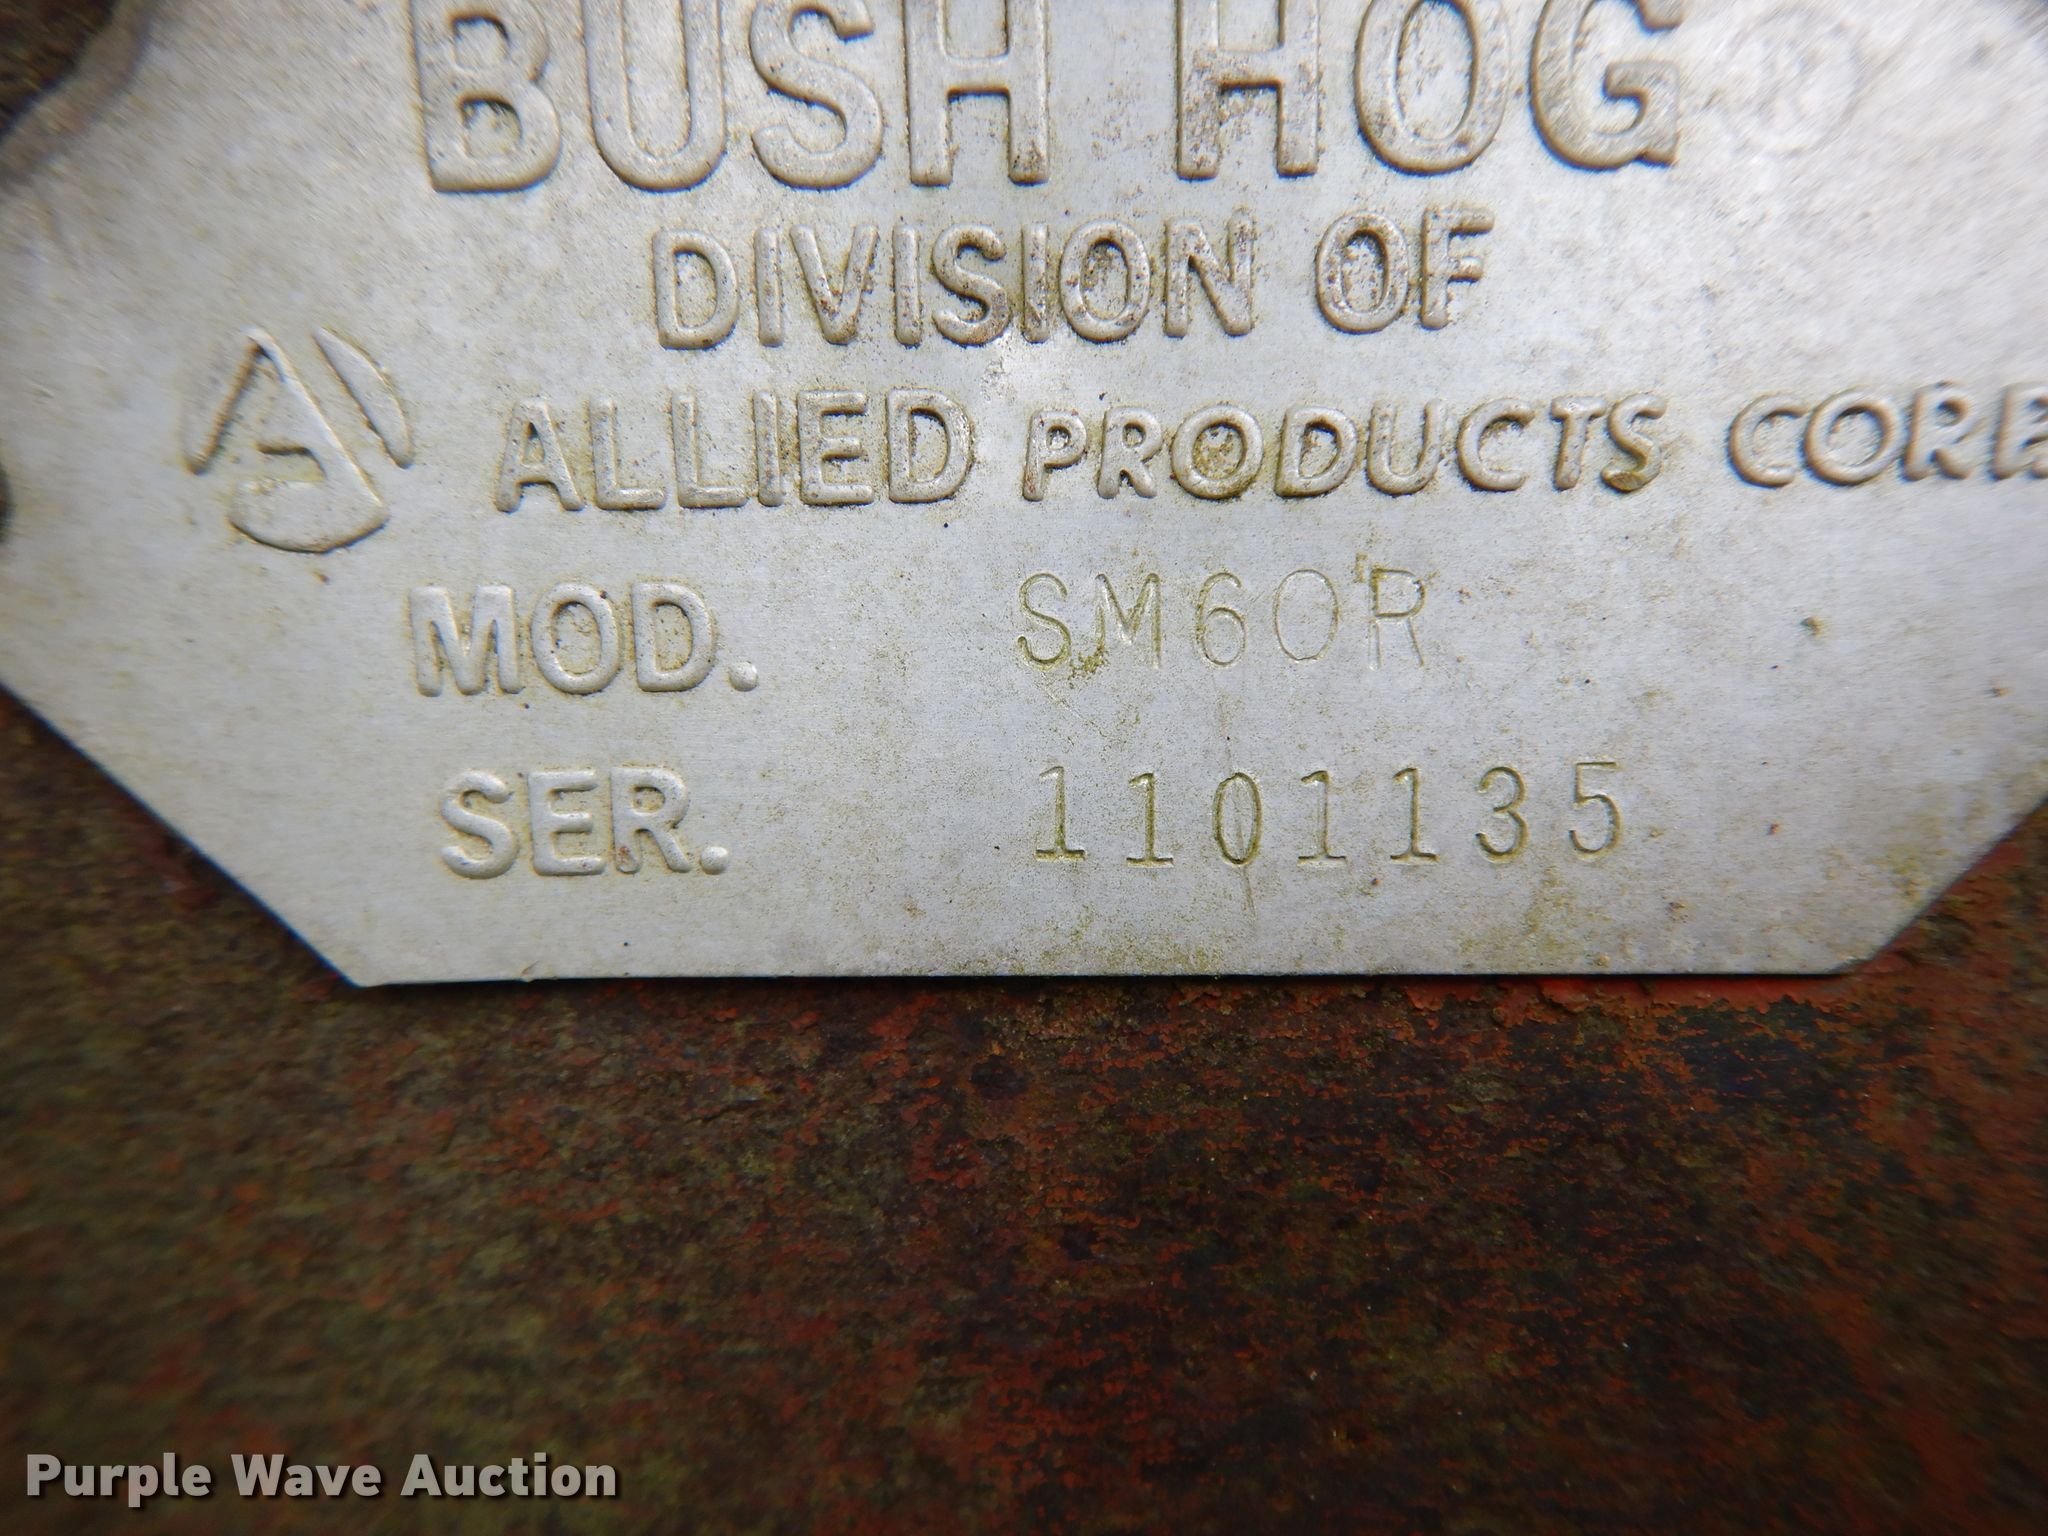 BUSH HOG ®
DIVISION OF
ALLIED PRODUCTS CORP
MOD. SM60R
SER. 1101135
Purple Wave Auction